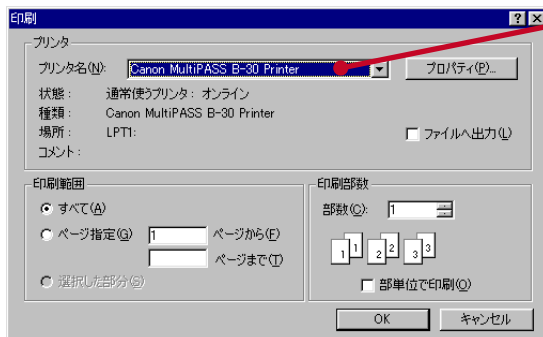 印刷
プリンタ
プリンタ名(N): Canon MultiPASS B-30 Printer プロパティ(P)...
状態: 通常使うプリンタ: オンライン
種類: Canon MultiPASS B-30 Printer
場所: LPT1: ファイルへ出力(L)
コメント:
印刷範囲
すべて(A)
ページ指定(G) 1 ページから(F)
ページまで(T)
選択した部分(S)
印刷部数
部数(C): 1
1 1 2 2 3 3
部単位で印刷(O)
OK キャンセル